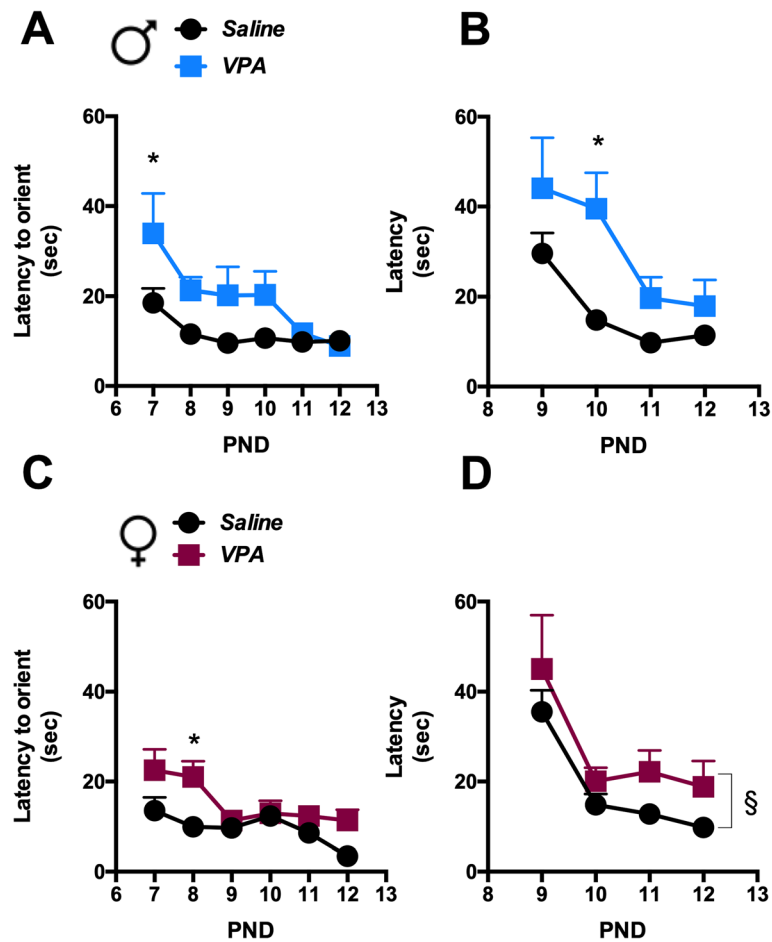 A
Saline
VPA
B
Latency to orient
(sec)
60
40
20
0
*
6 7 8 9 10 11 12 13
PND
Latency
(sec)
60
40
20
0
*
8 9 10 11 12 13
PND
C
Saline
VPA
D
Latency to orient
(sec)
60
40
20
0
*
6 7 8 9 10 11 12 13
PND
Latency
(sec)
60
40
20
0
§
8 9 10 11 12 13
PND